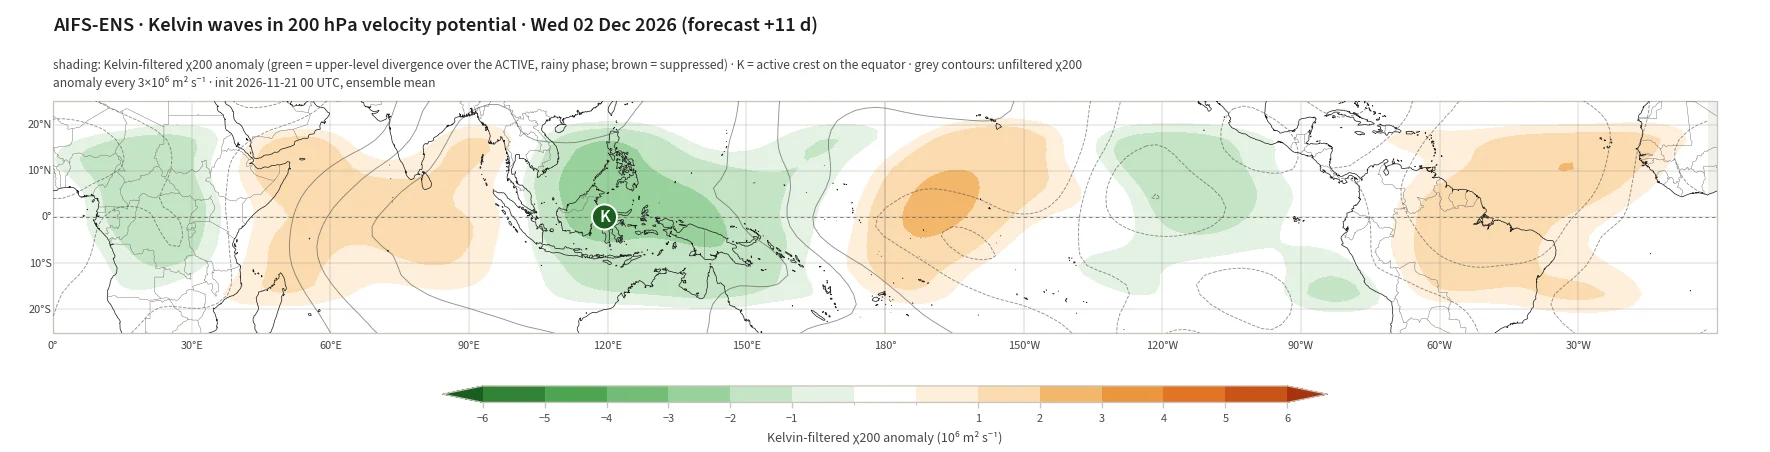 AIFS-ENS · Kelvin waves in 200 hPa velocity potential · Wed 02 Dec 2026 (forecast +11 d)
shading: Kelvin-filtered χ200 anomaly (green = upper-level divergence over the ACTIVE, rainy phase; brown = suppressed) · K = active crest on the equator · grey contours: unfiltered χ200
anomaly every 3×10⁶ m² s⁻¹ · init 2026-11-21 00 UTC, ensemble mean
20°N
10°N
K
0°
10°S
20°S
0° 30°E 60°E 90°E 120°E 150°E 180° 150°W 120°W 90°W 60°W 30°W
−6 −5 −4 −3 −2 −1 1 2 3 4 5 6
Kelvin-filtered χ200 anomaly (10⁶ m² s⁻¹)